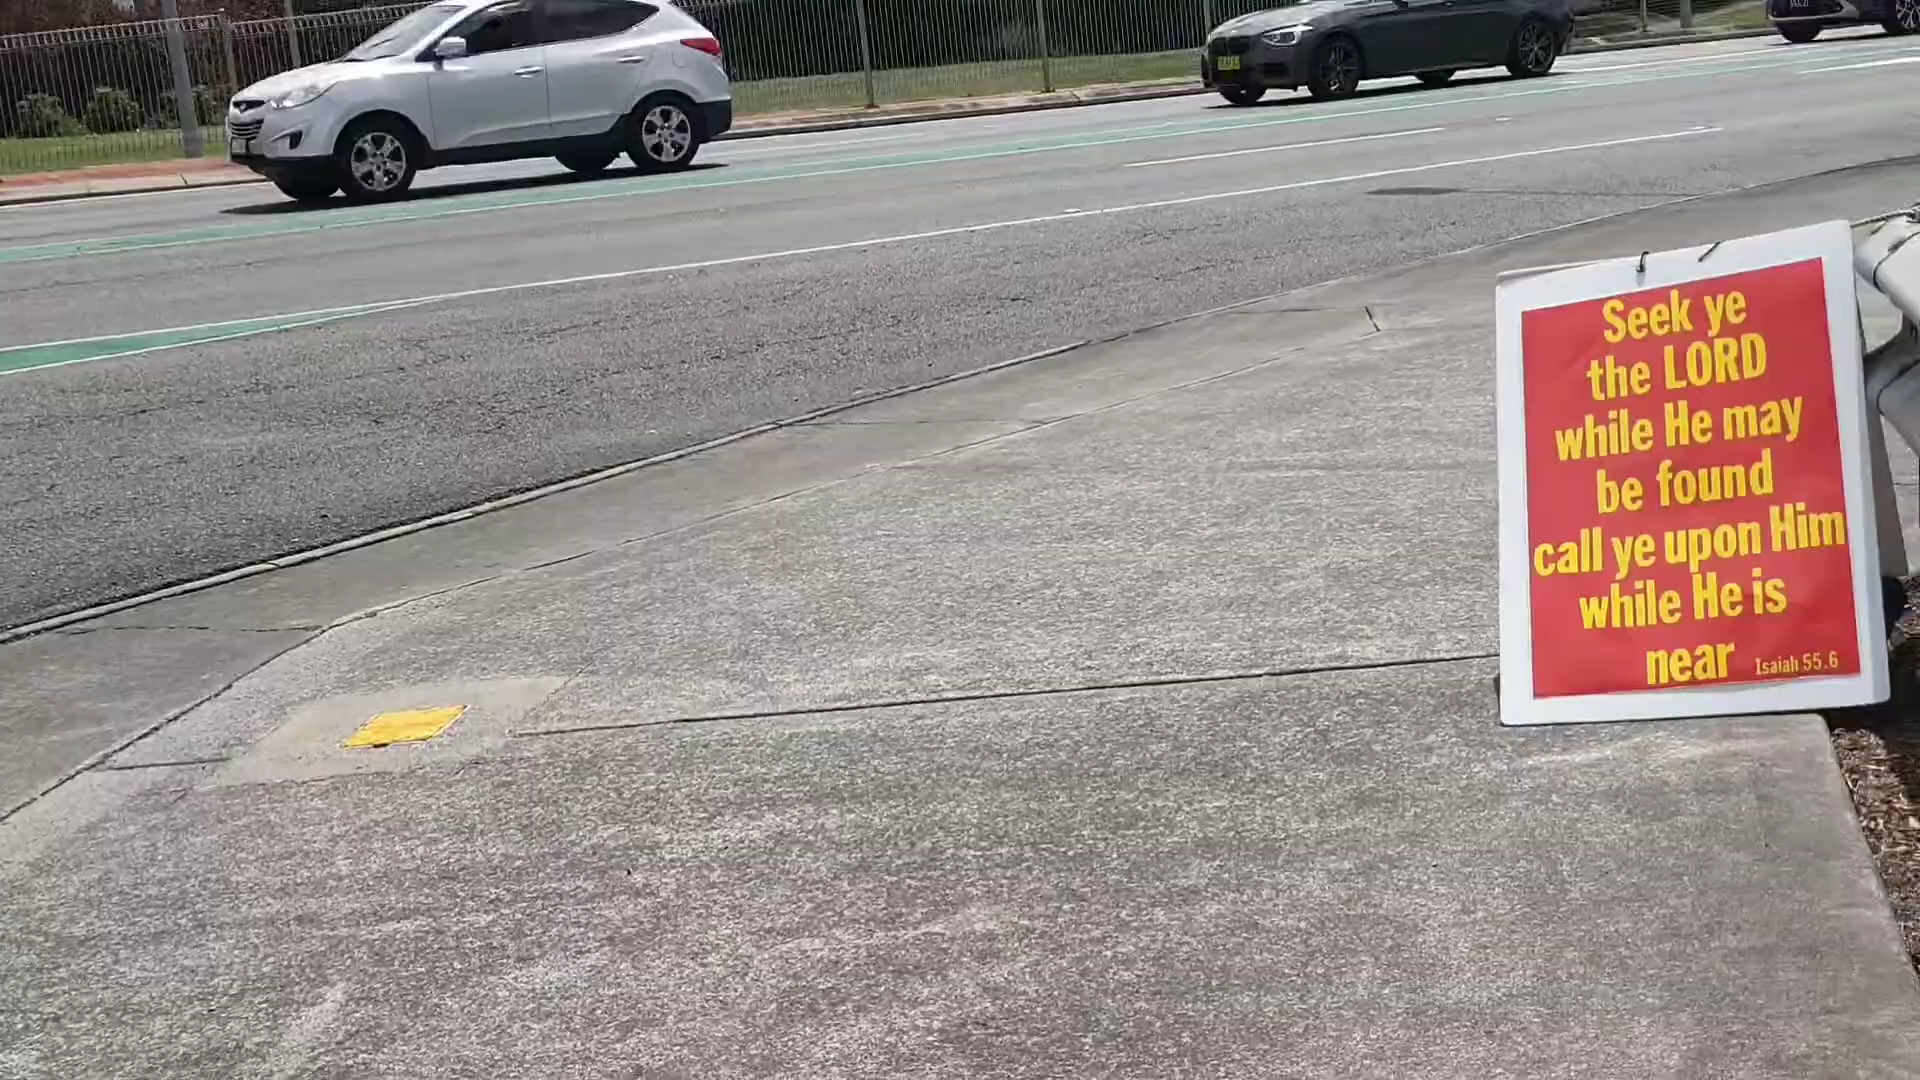 Seek ye
the LORD
while He may
be found
call ye upon Him
while He is
near
Isaiah 55.6